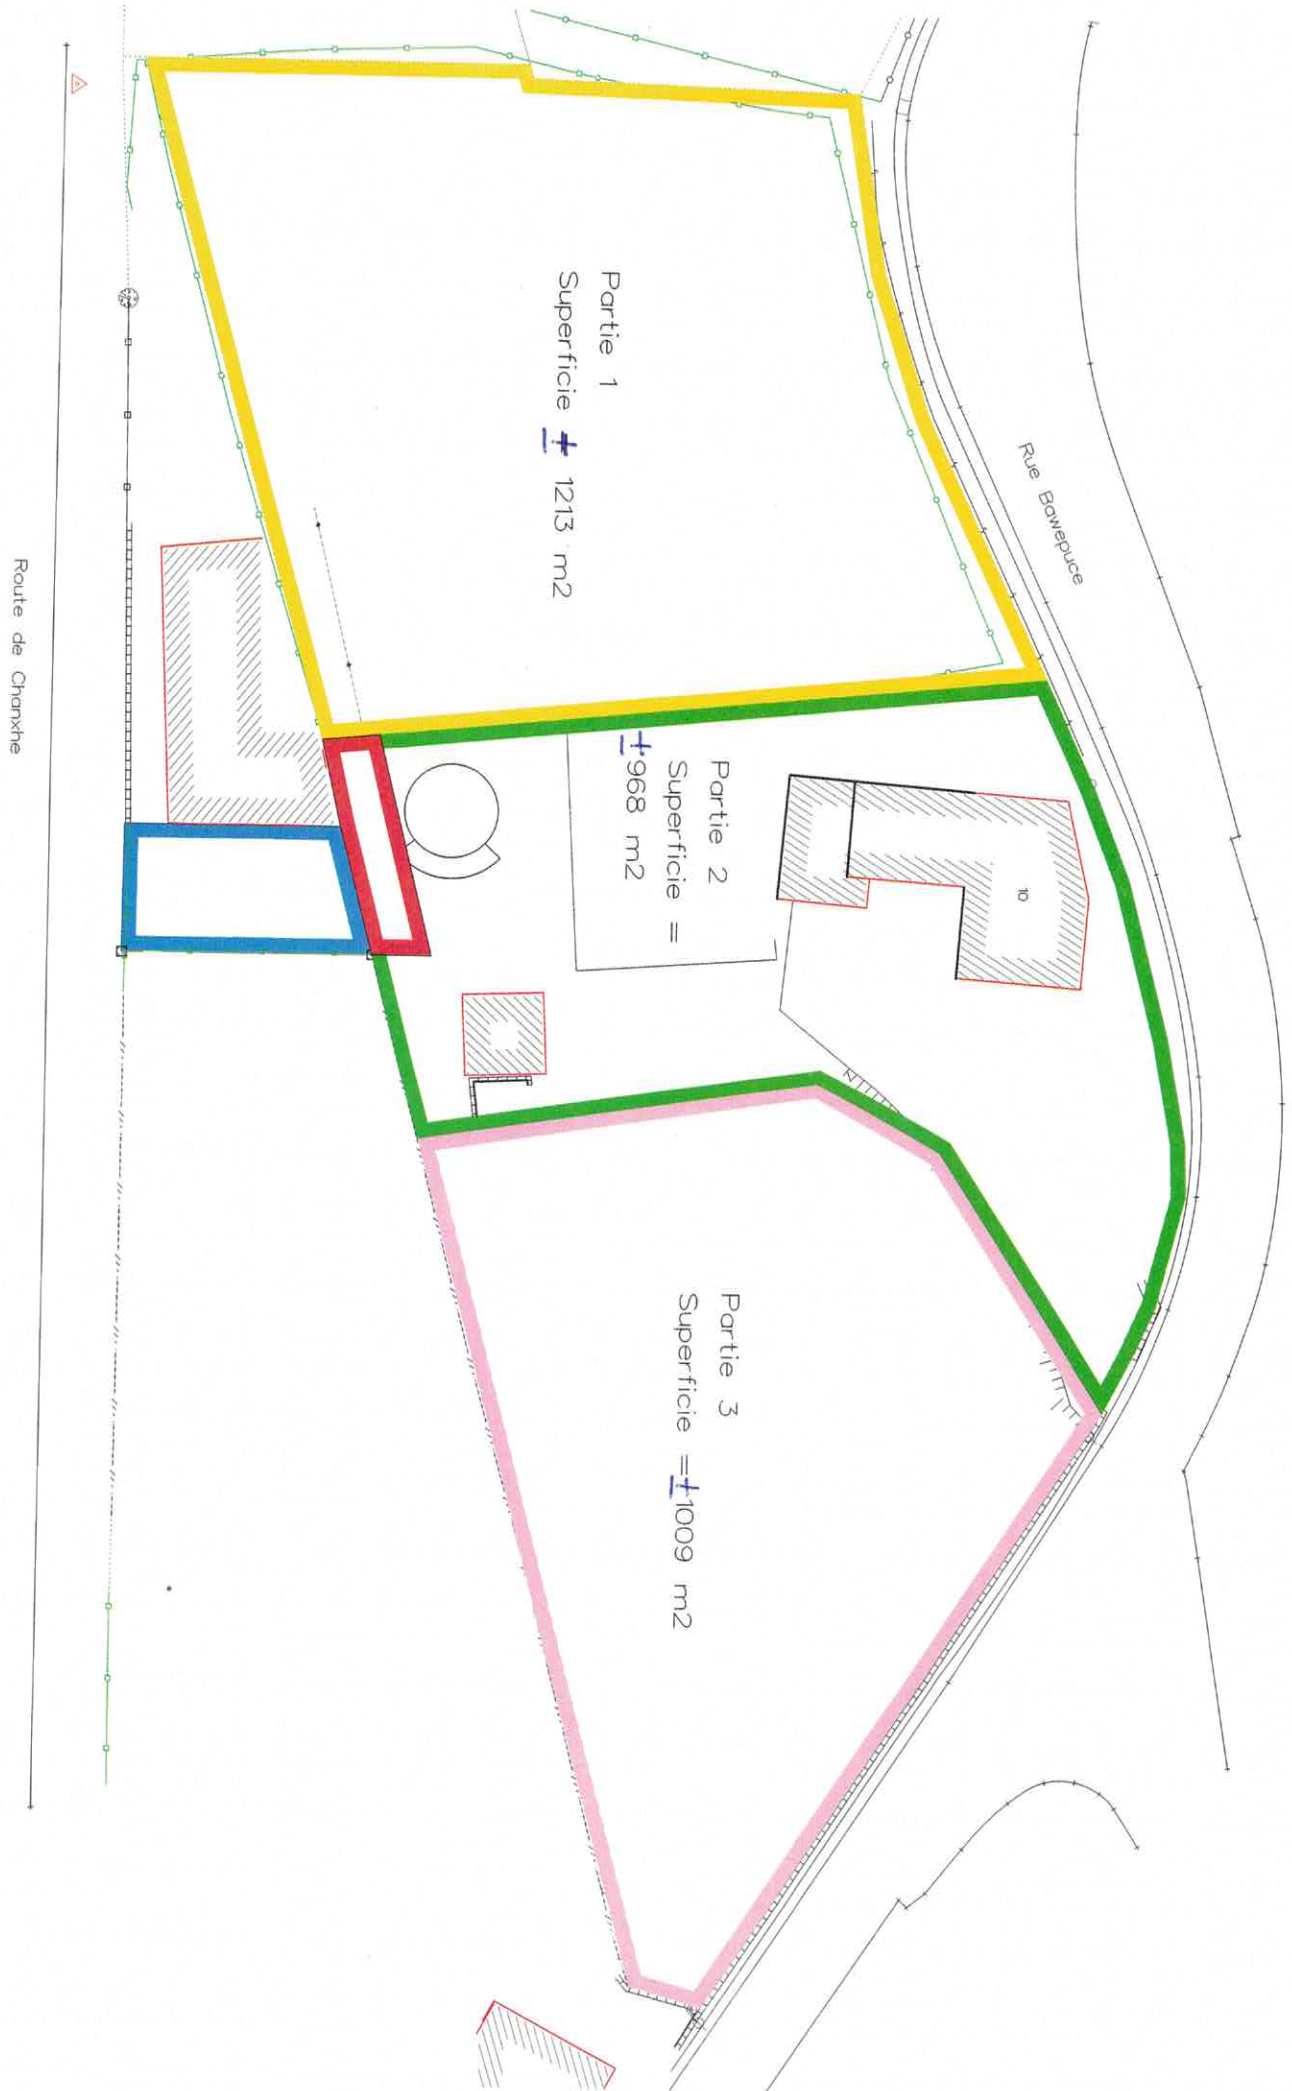 Rue Bawepuce
Partie 1
Superficie ± 1213 m2
Partie 2
Superficie =
±968 m2
10
Partie 3
Superficie =±1009 m2
Route de Chanxhe